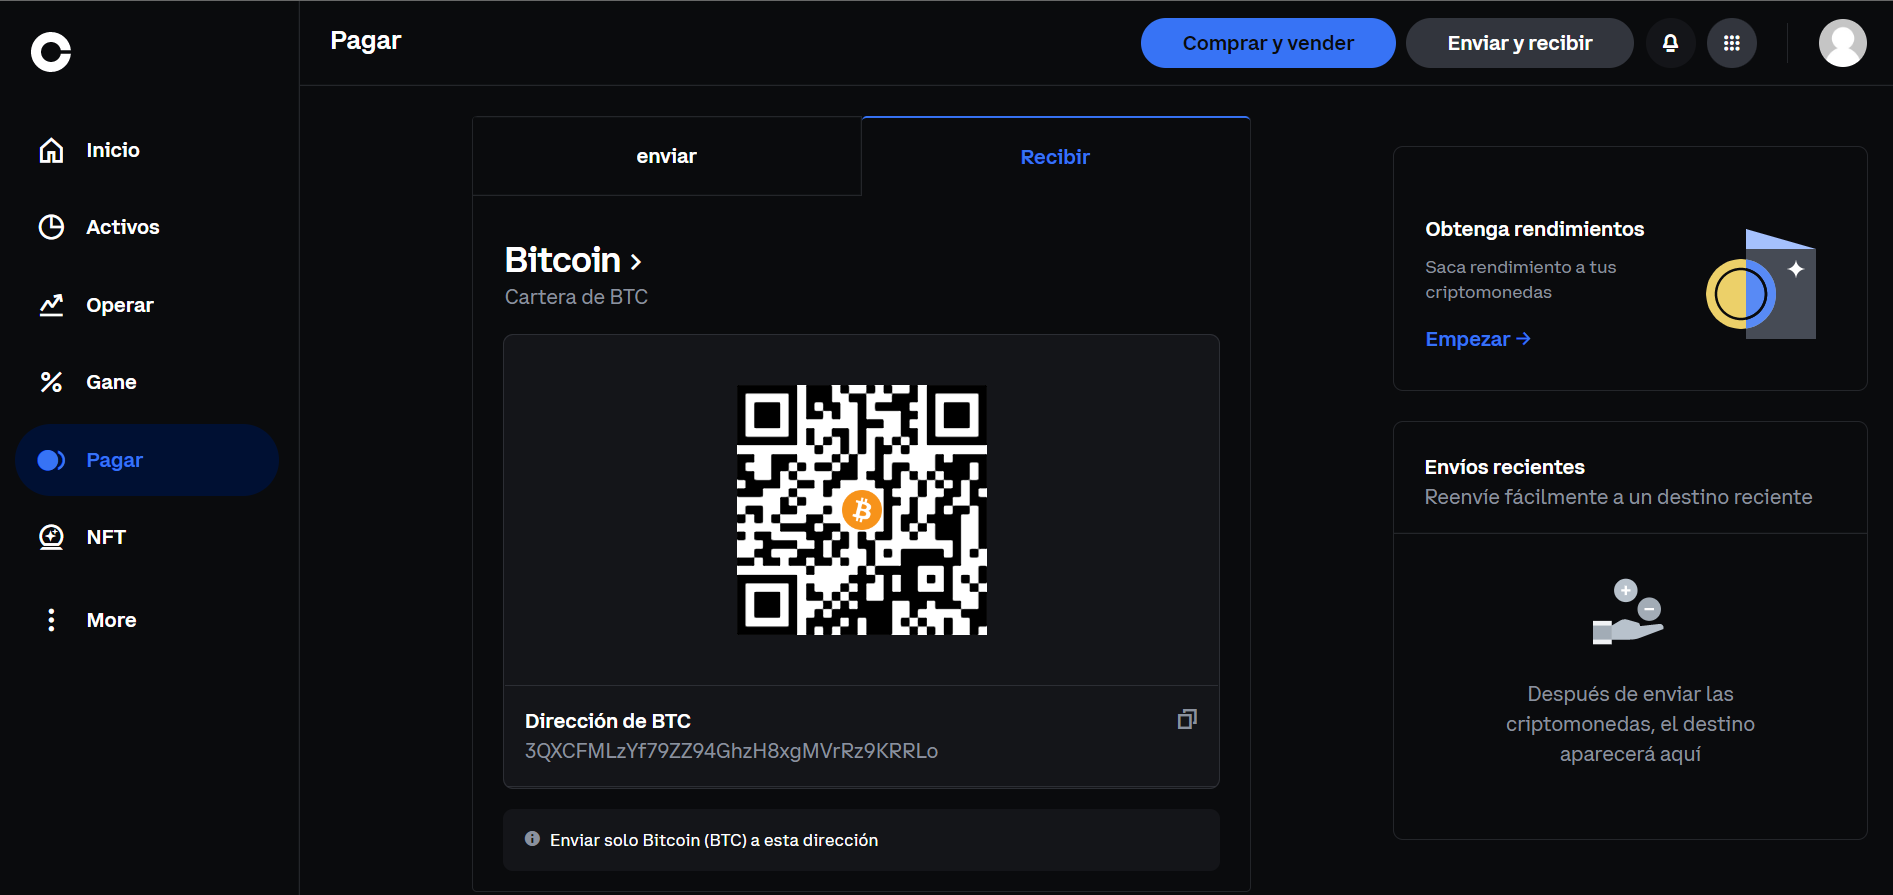 Pagar
Comprar y vender
Enviar y recibir
Inicio
Activos
Operar
Gane
Pagar
NFT
More
enviar
Recibir
Bitcoin
Cartera de BTC
Dirección de BTC
3QXCFMLzYf79ZZ94GhzH8xgMVrRz9KRRLo
Enviar solo Bitcoin (BTC) a esta dirección
Obtenga rendimientos
Saca rendimiento a tus
criptomonedas
Empezar →
Envíos recientes
Reenvíe fácilmente a un destino reciente
Después de enviar las
criptomonedas, el destino
aparecerá aquí